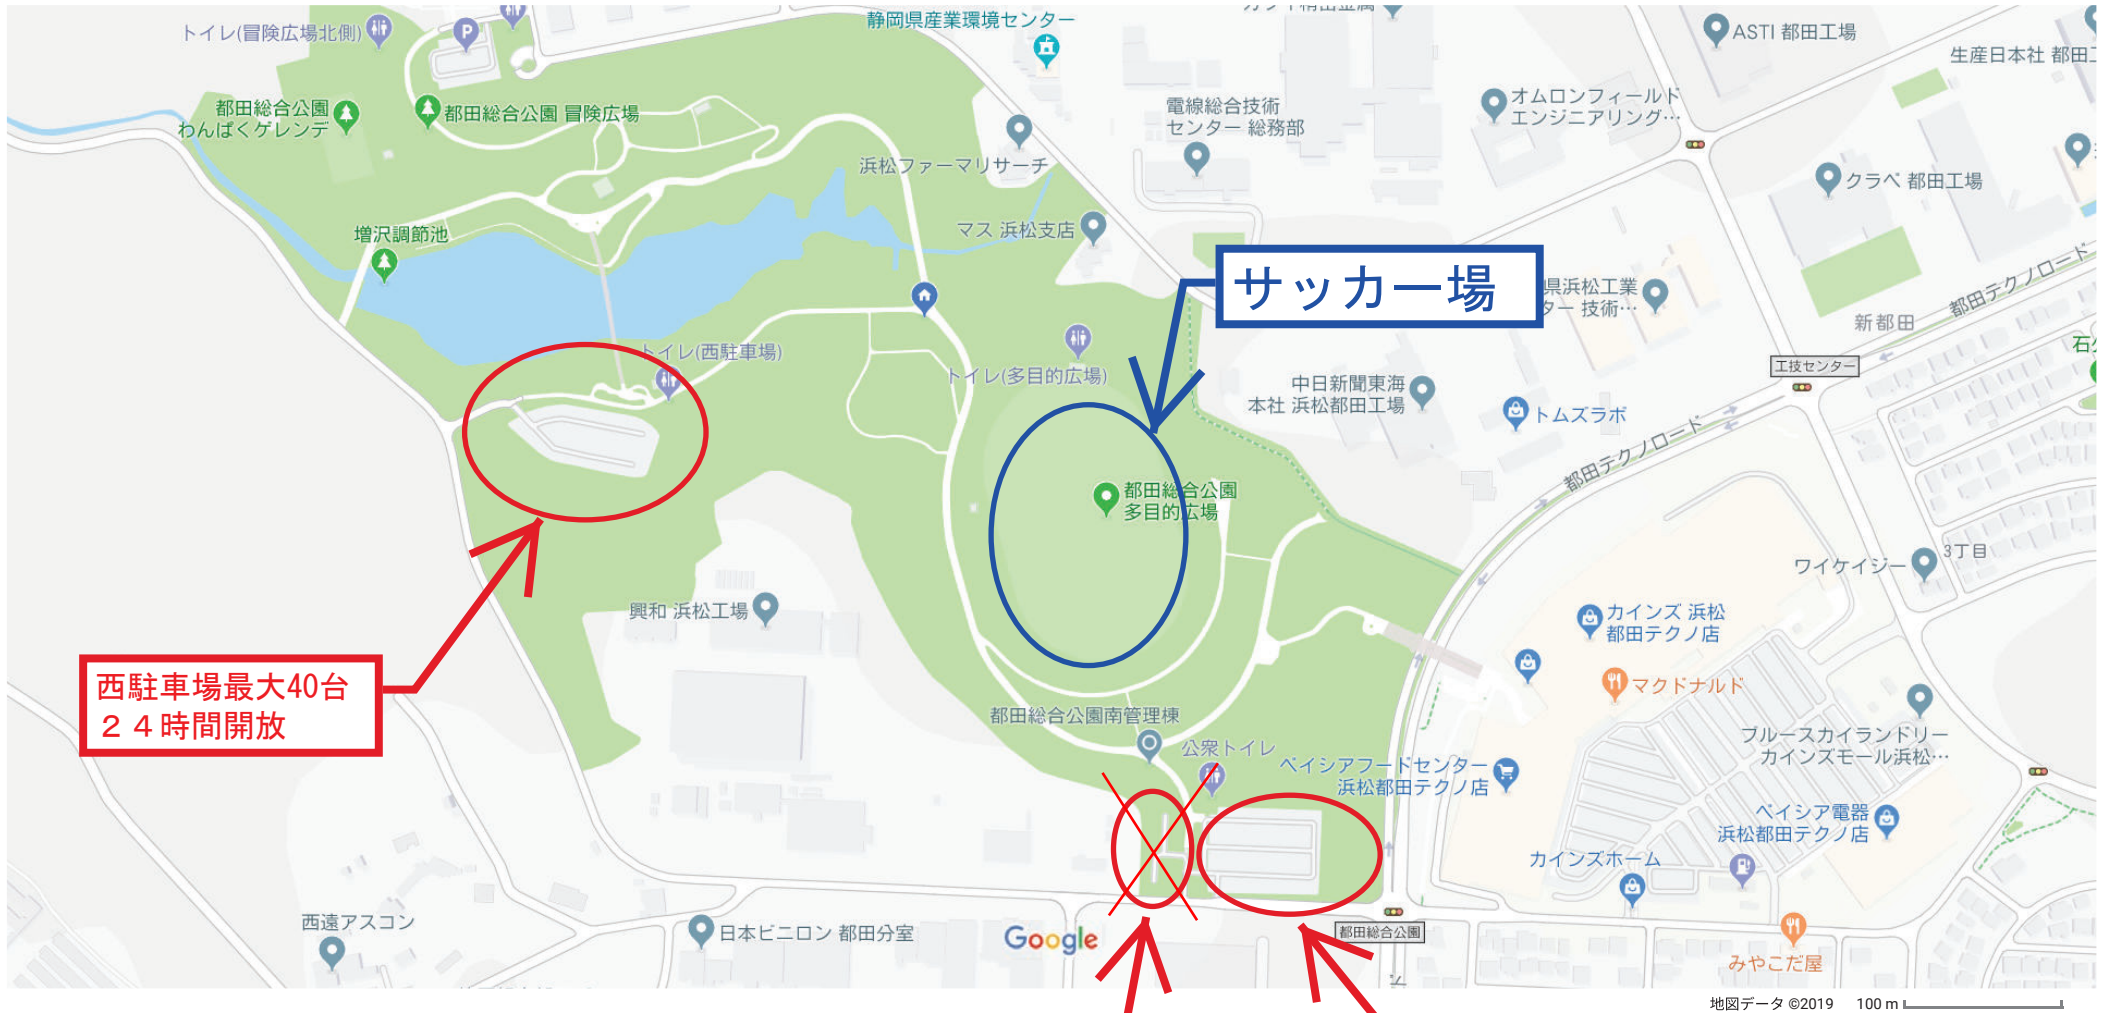 トイレ(冒険広場北側)
P
静岡県産業環境センター
ASTI 都田工場
生産日本社 都田工
都田総合公園
わんぱくゲレンデ
都田総合公園 冒険広場
電線総合技術
センター 総務部
オムロンフィールド
エンジニアリング…
浜松ファーマリサーチ
クラベ 都田工場
マス 浜松支店
増沢調節池
サッカー場
県浜松工業
ター 技術…
都田テクノロード
新都田
トイレ(西駐車場)
トイレ(多目的広場)
工技センター
中日新聞東海
本社 浜松都田工場
トムズラボ
都田テクノロード
都田総合公園
多目的広場
3丁目
ワイケイジー
興和 浜松工場
カインズ 浜松
都田テクノ店
マクドナルド
西駐車場最大40台
２４時間開放
都田総合公園南管理棟
公衆トイレ
ベイシアフードセンター
浜松都田テクノ店
ブルースカイランドリー
カインズモール浜松…
ベイシア電器
浜松都田テクノ店
カインズホーム
西遠アスコン
日本ビニロン 都田分室
Google
都田総合公園
みやこだ屋
地図データ ©2019 100 m